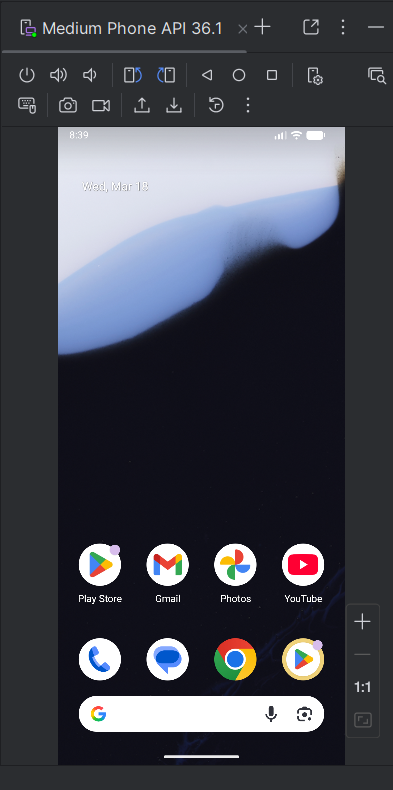 Medium Phone API 36.1
8:39
Wed, Mar 18
Play Store
Gmail
Photos
YouTube
1:1